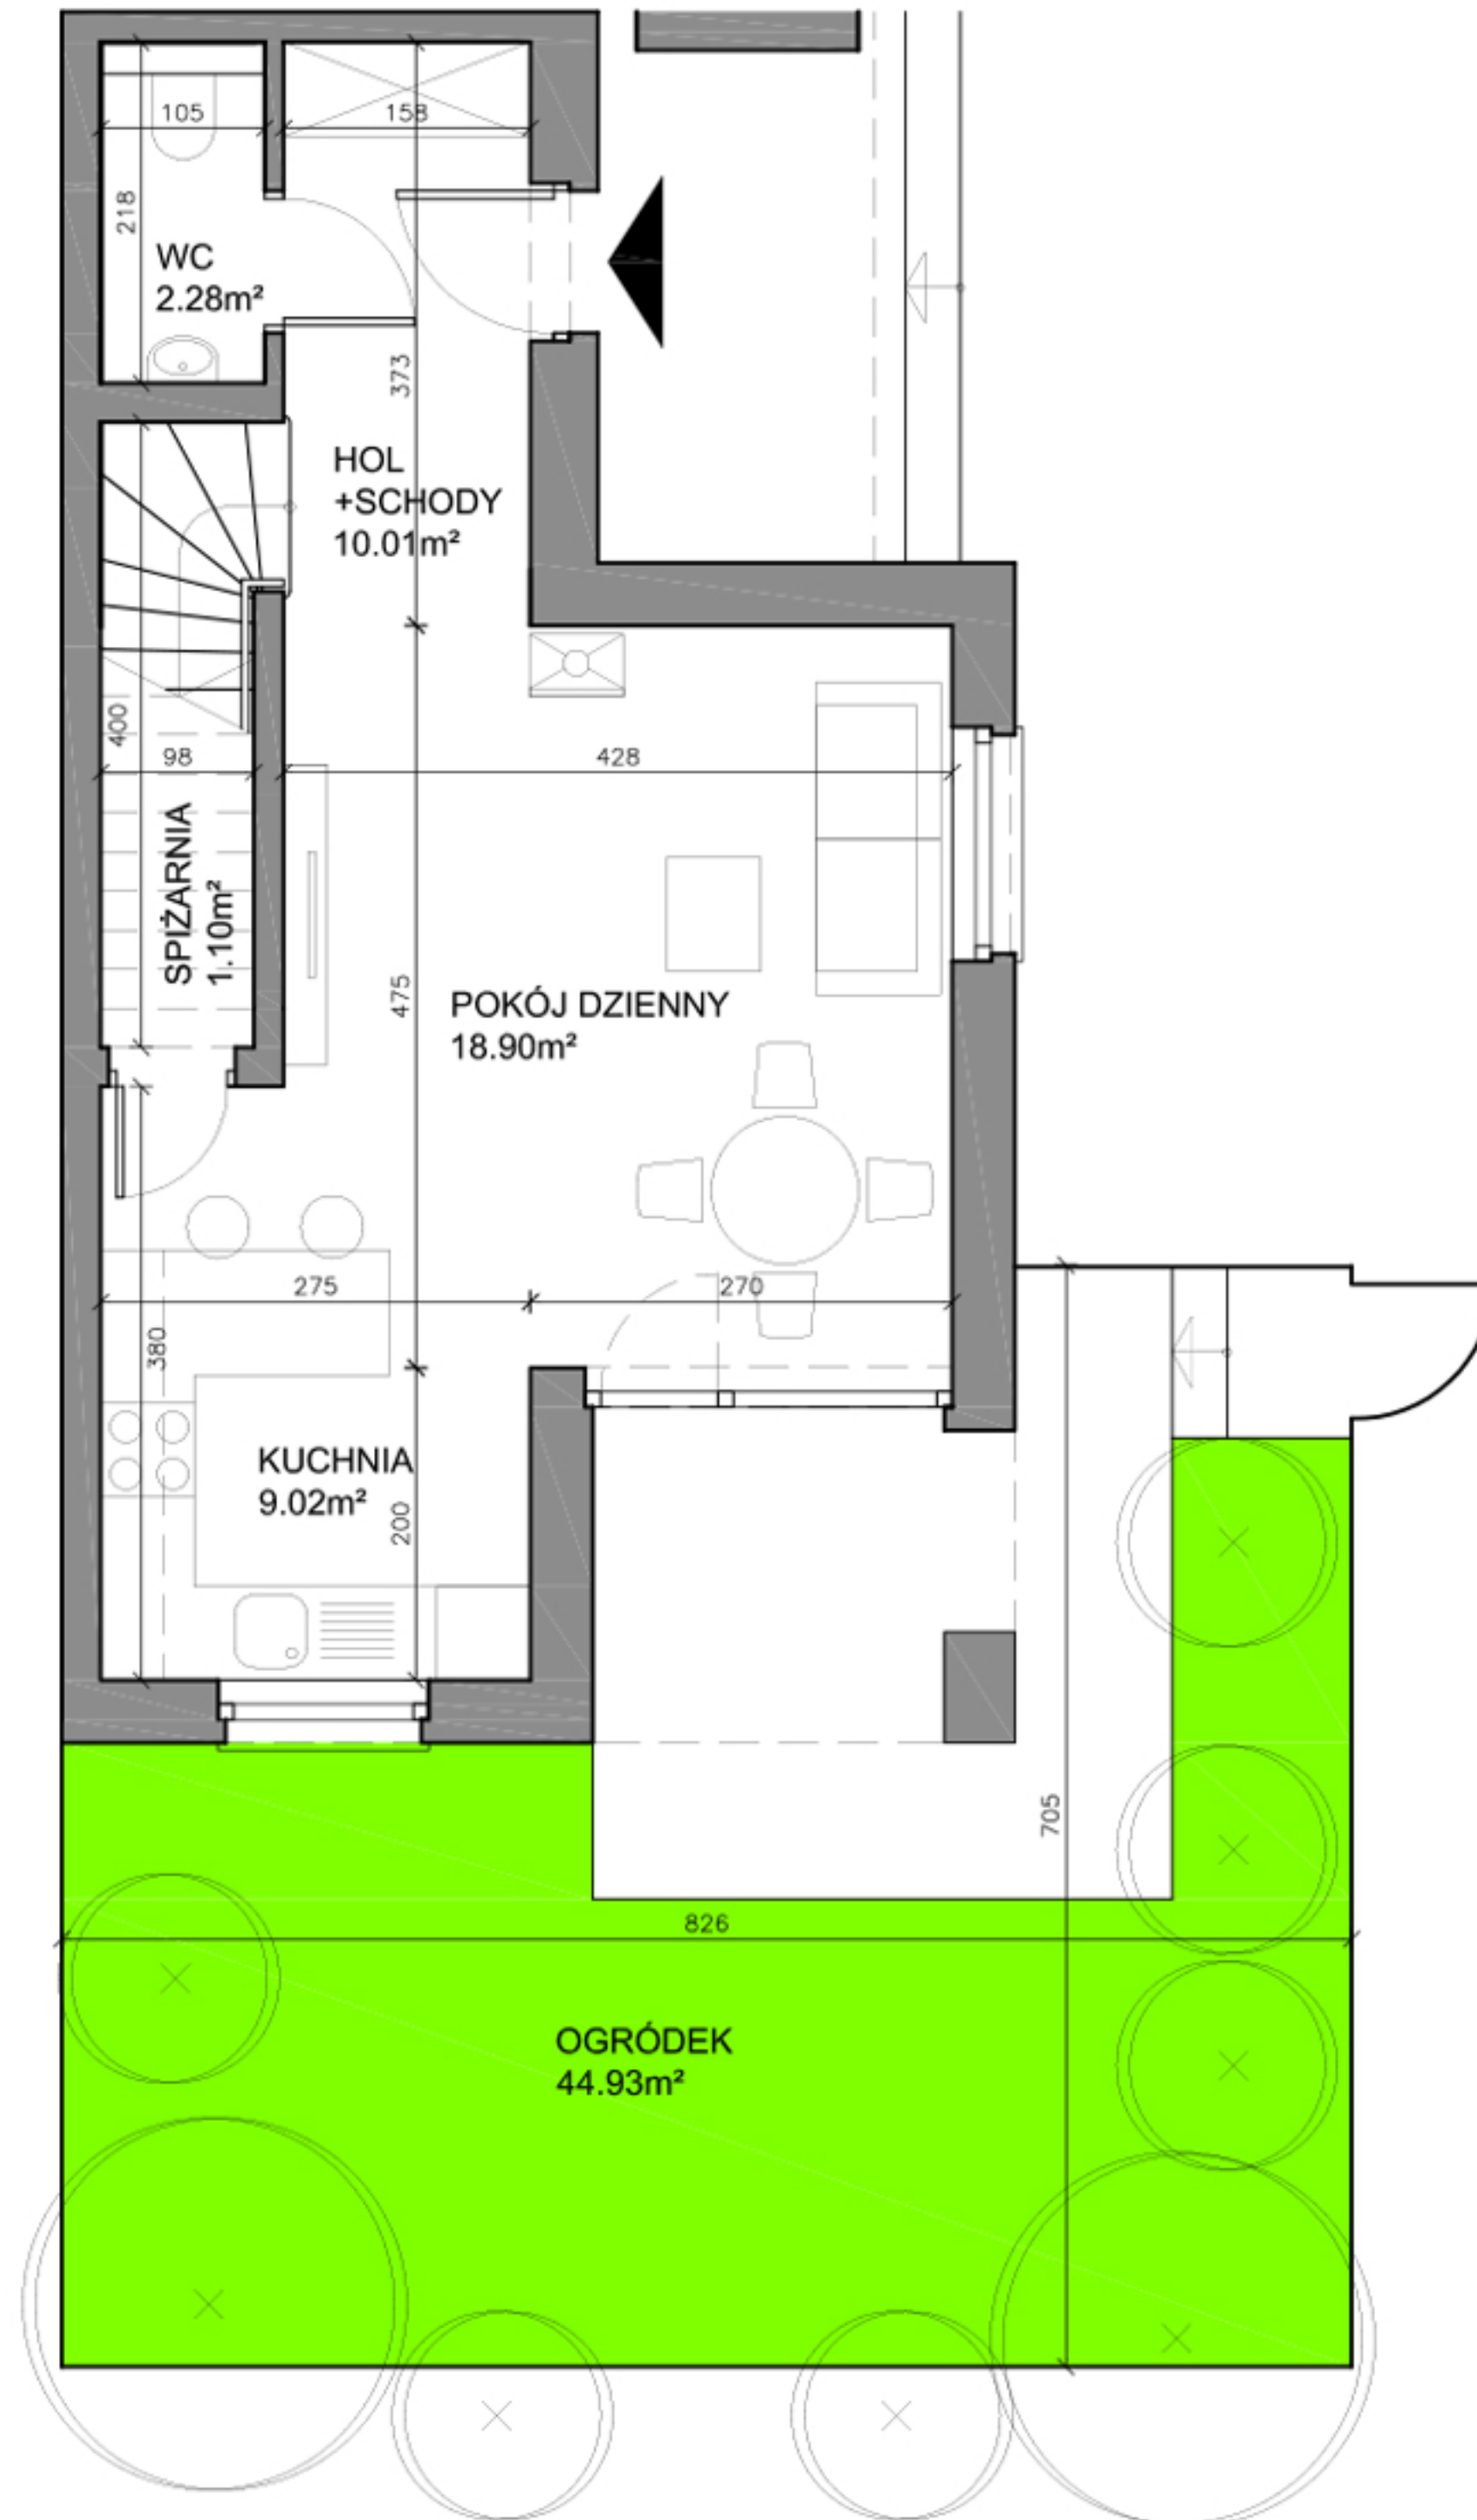 105
158
218
WC
2.28m²
373
HOL
+SCHODY
10.01m²
400
98
428
SPIŻARNIA
1.10m²
475
POKÓJ DZIENNY
18.90m²
275
270
380
KUCHNIA
9.02m²
200
705
826
OGRÓDEK
44.93m²